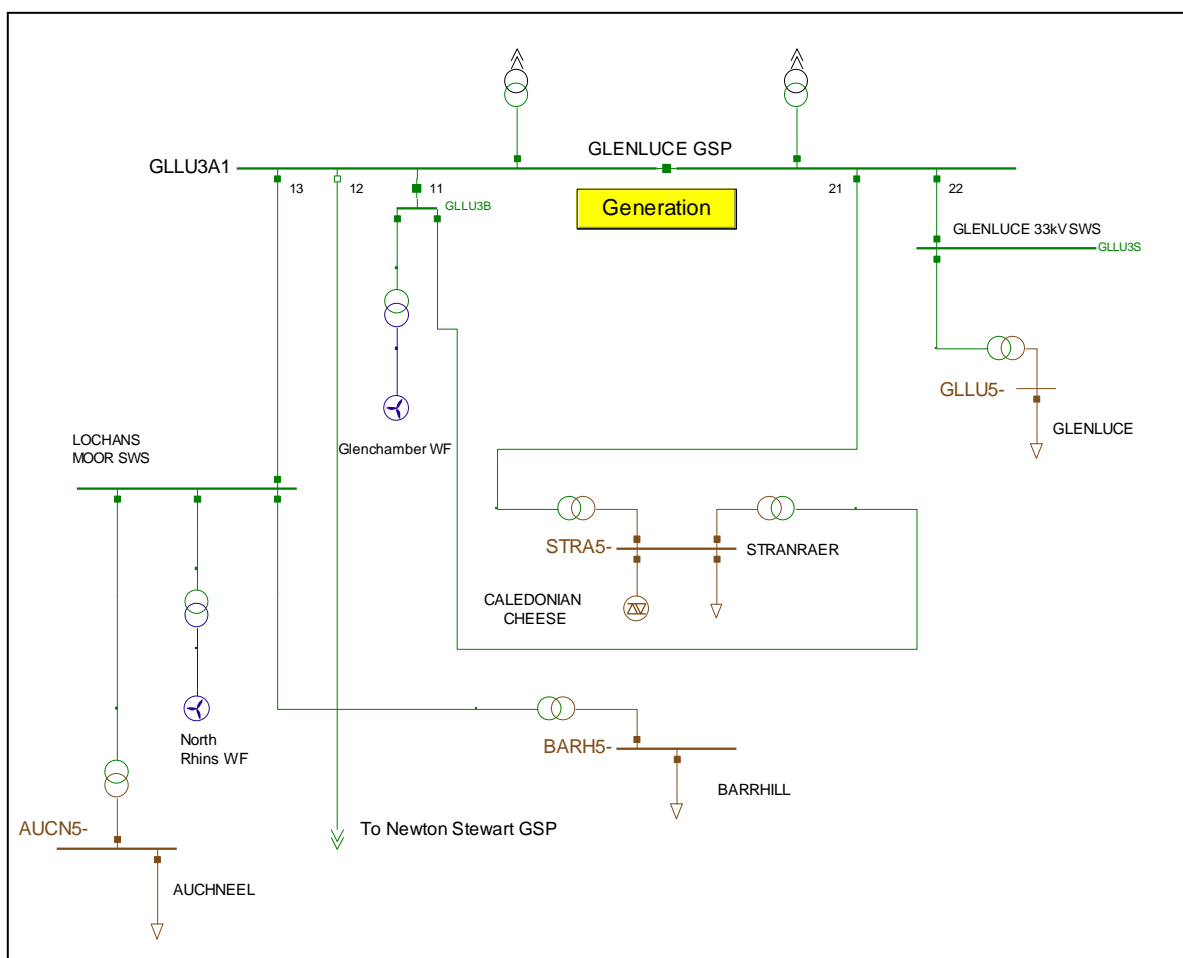 GLENLUCE GSP
GLLU3A1
13
12
11
21
22
Generation
GLLU3B
GLENLUCE 33kV SWS
GLLU3S
GLLU5-
GLENLUCE
Glenchamber WF
LOCHANS
MOOR SWS
STRA5-
STRANRAER
CALEDONIAN
CHEESE
North
Rhins WF
BARH5-
BARRHILL
To Newton Stewart GSP
AUCN5-
AUCHNEEL